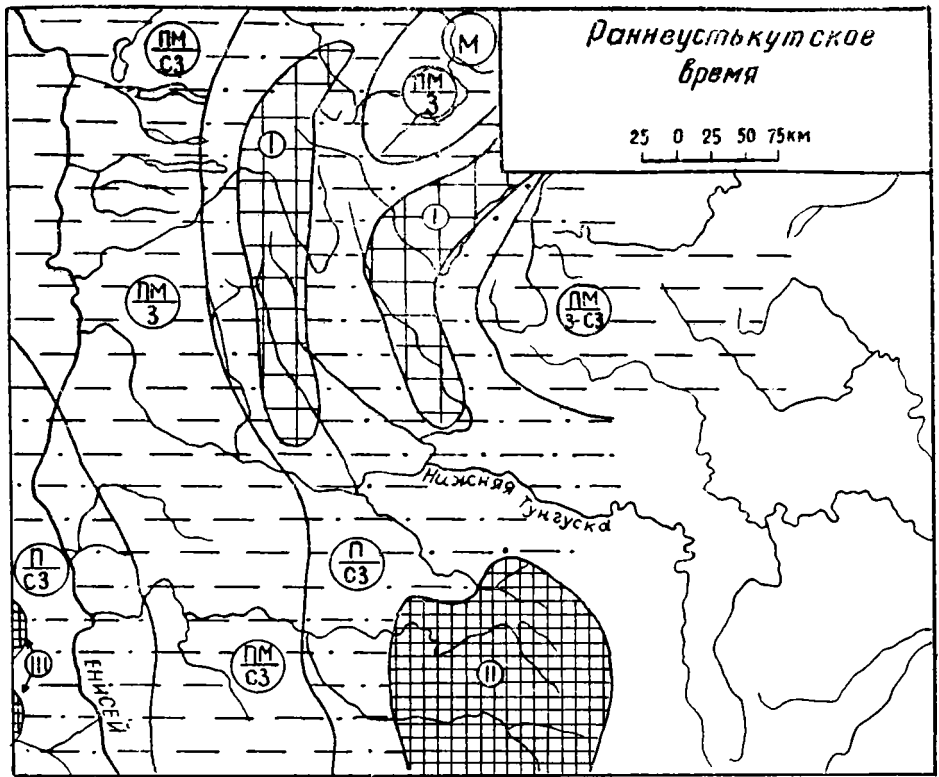 Раннеустькутское
время
25 0 25 50 75км
ПМ
СЗ
М
ПМ
З
I
I
ПМ
З
ПМ
З-СЗ
Нижняя
Тунгуска
П
СЗ
П
СЗ
III
ПМ
СЗ
II
ЕНИСЕЙ